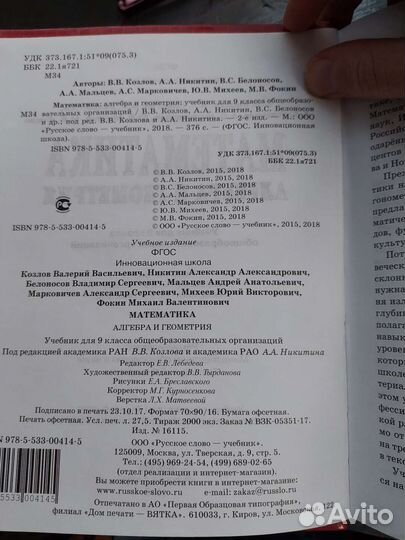 УДК 373.167.1:51*09(075.3)
ББК 22.1я721
М34
Авторы: В.В. Козлов, А.А. Никитин, В.С. Белоносов,
А.А. Мальцев, А.С. Маркович, Ю.В. Михеев, М.В. Фокин
Математика: алгебра и геометрия: учебник для 9 класса общеобразо-
М34 вательных организаций / В.В. Козлов, А.А. Никитин, В.С. Белоносов
и др.; под ред. В.В. Козлова и А.А. Никитина. — 2-е изд. — М.: ООО
«Русское слово — учебник», 2018. — 376 с. — (ФГОС. Инновационная
школа).
ISBN 978-5-533-00414-5
УДК 373.167.1:51*09(075.3)
ББК 22.1я721
© В.В. Козлов, 2015, 2018
© А.А. Никитин, 2015, 2018
© В.С. Белоносов, 2015, 2018
© А.А. Мальцев, 2015, 2018
© А.С. Маркович, 2015, 2018
© Ю.В. Михеев, 2015, 2018
© М.В. Фокин, 2015, 2018
ISBN 978-5-533-00414-5
© ООО «Русское слово — учебник», 2015, 2018
Учебное издание
ФГОС
Инновационная школа
Козлов Валерий Васильевич, Никитин Александр Александрович,
Белоносов Владимир Сергеевич, Мальцев Андрей Анатольевич,
Маркович Александр Сергеевич, Михеев Юрий Викторович,
Фокин Михаил Валентинович
МАТЕМАТИКА
АЛГЕБРА И ГЕОМЕТРИЯ
Учебник для 9 класса общеобразовательных организаций
Под редакцией академика РАН В.В. Козлова и академика РАО А.А. Никитина
Редактор Е.В. Лебедева
Художественный редактор В.В. Тырданова
Рисунки Е.А. Бреславского
Корректор М.Г. Курносенкова
Верстка Л.Х. Матвеевой
Подписано в печать 23.10.17. Формат 70×90/16. Бумага офсетная.
Печать офсетная. Усл. печ. л. 27,5. Тираж 2000 экз. Заказ № ВЗК-05351-17.
Изд. № 16115.
N 978-5-533-00414-5
ООО «Русское слово — учебник».
125009, Москва, ул. Тверская, д. 9, стр. 5.
Тел.: (495) 969-24-54, (499) 689-02-65
(отдел реализации и интернет-магазин).
Вы можете приобрести книги в интернет-магазине:
www.russkoe-slovo.ru e-mail: zakaz@russlo.ru
Отпечатано в АО «Первая Образцовая типография»,
филиал «Дом печати — ВЯТКА». 610033, г. Киров, ул. Московская, 122
5533 004145
Avito